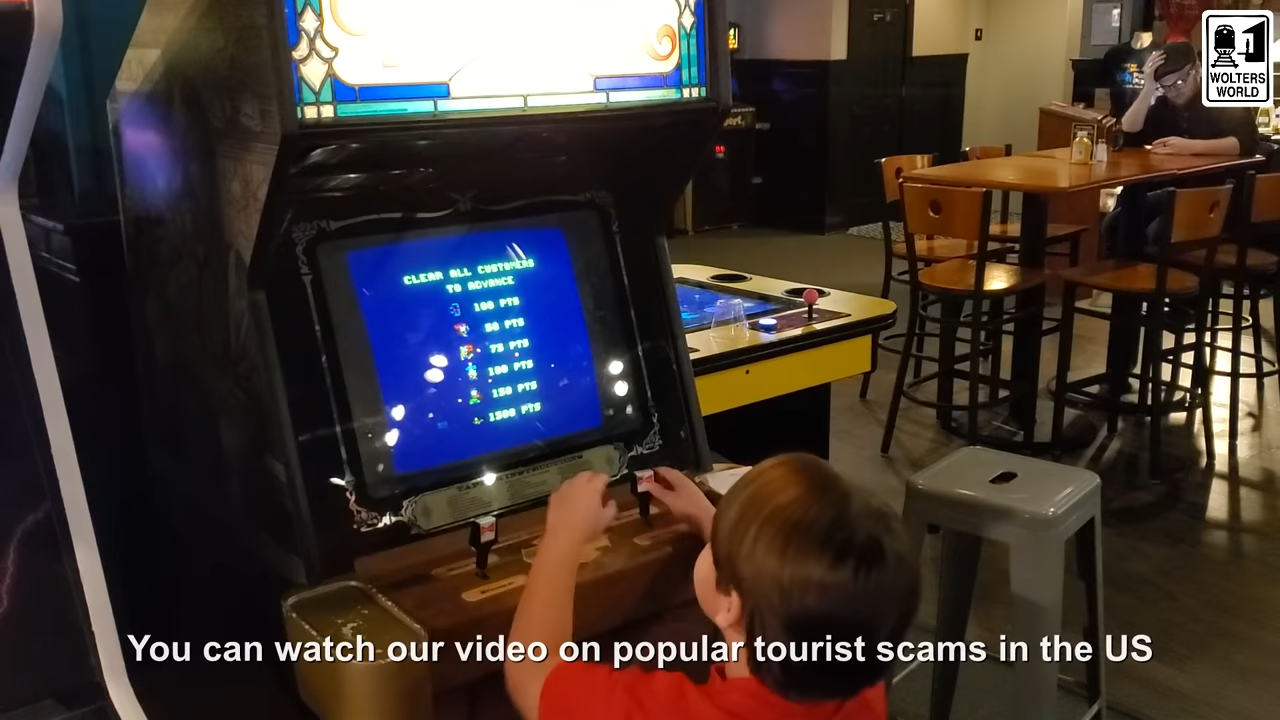 WOLTERS
WORLD
CLEAR ALL CUSTOMERS
TO ADVANCE
100 PTS
50 PTS
75 PTS
100 PTS
150 PTS
1500 PTS
You can watch our video on popular tourist scams in the US